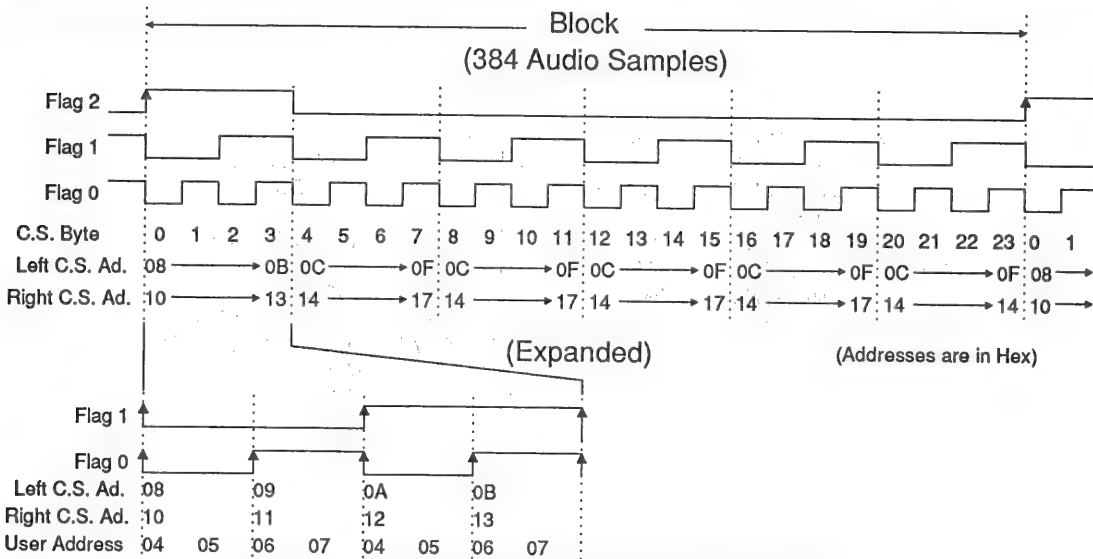 Block
(384 Audio Samples)
Flag 2
Flag 1
Flag 0
C.S. Byte 0 1 2 3 4 5 6 7 8 9 10 11 12 13 14 15 16 17 18 19 20 21 22 23 0 1
Left C.S. Ad. 08 0B 0C 0F 0C 0F 0C 0F 0C 0F 0C 0F 08
Right C.S. Ad. 10 13 14 17 14 17 14 17 14 17 14 14 10
(Expanded) (Addresses are in Hex)
Flag 1
Flag 0
Left C.S. Ad. 08 09 0A 0B
Right C.S. Ad. 10 11 12 13
User Address 04 05 06 07 04 05 06 07